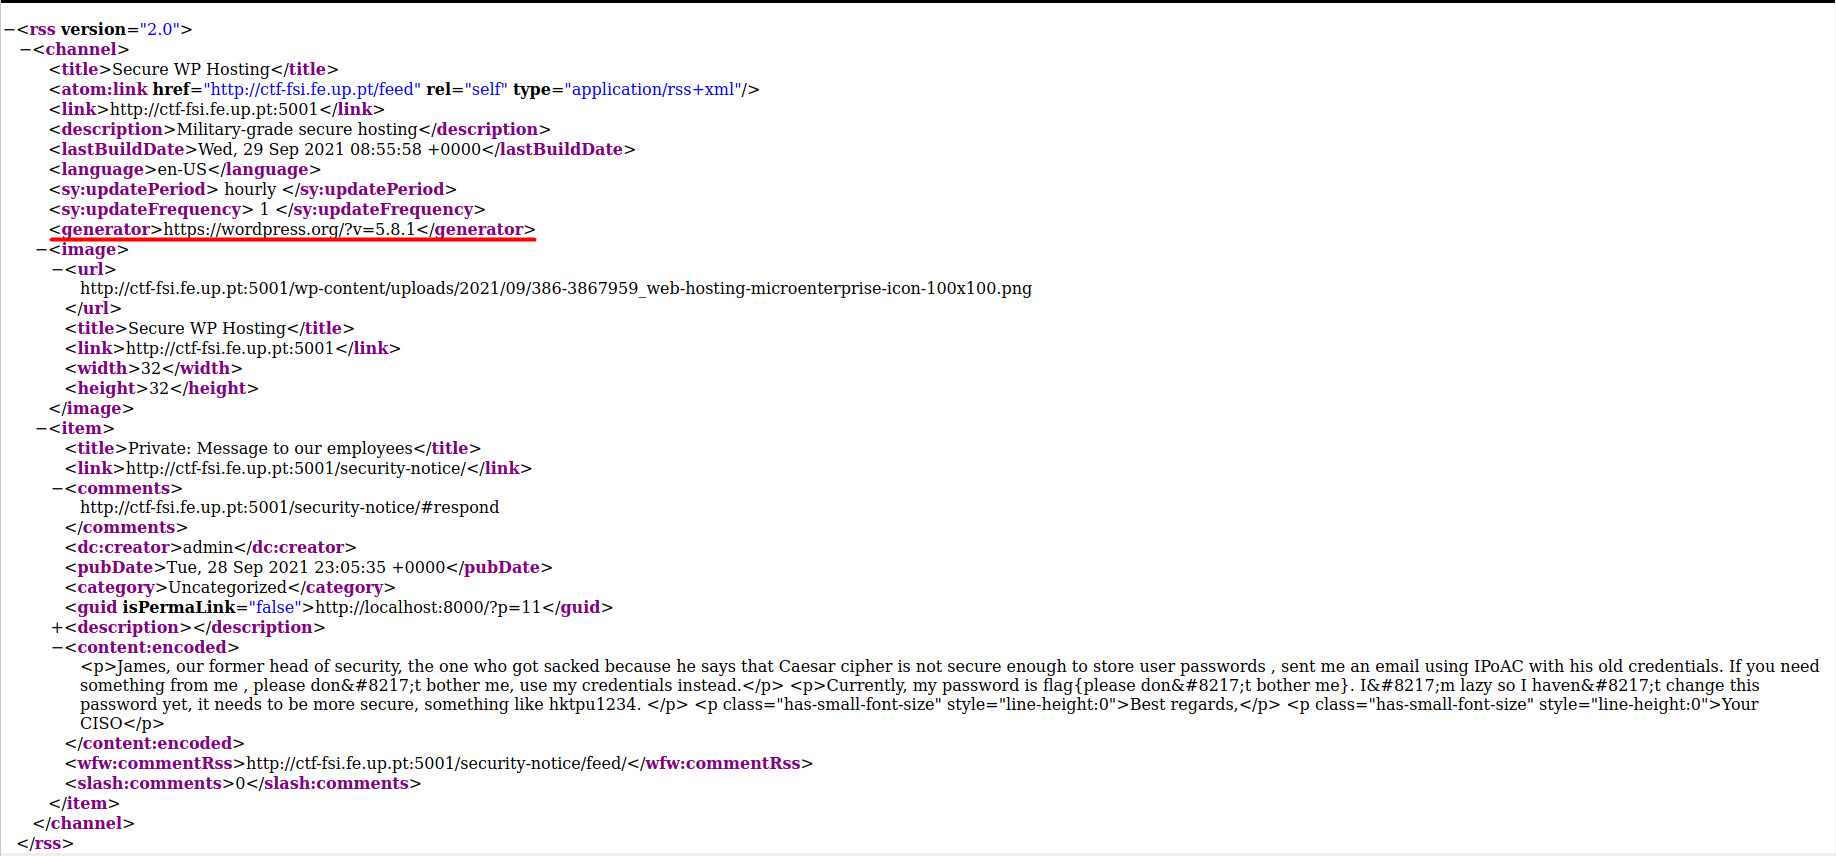 −<rss version="2.0">
−<channel>
<title>Secure WP Hosting</title>
<atom:link href="http://ctf-fsi.fe.up.pt/feed" rel="self" type="application/rss+xml"/>
<link>http://ctf-fsi.fe.up.pt:5001</link>
<description>Military-grade secure hosting</description>
<lastBuildDate>Wed, 29 Sep 2021 08:55:58 +0000</lastBuildDate>
<language>en-US</language>
<sy:updatePeriod> hourly </sy:updatePeriod>
<sy:updateFrequency> 1 </sy:updateFrequency>
<generator>https://wordpress.org/?v=5.8.1</generator>
−<image>
−<url>
http://ctf-fsi.fe.up.pt:5001/wp-content/uploads/2021/09/386-3867959_web-hosting-microenterprise-icon-100x100.png
</url>
<title>Secure WP Hosting</title>
<link>http://ctf-fsi.fe.up.pt:5001</link>
<width>32</width>
<height>32</height>
</image>
−<item>
<title>Private: Message to our employees</title>
<link>http://ctf-fsi.fe.up.pt:5001/security-notice/</link>
−<comments>
http://ctf-fsi.fe.up.pt:5001/security-notice/#respond
</comments>
<dc:creator>admin</dc:creator>
<pubDate>Tue, 28 Sep 2021 23:05:35 +0000</pubDate>
<category>Uncategorized</category>
<guid isPermaLink="false">http://localhost:8000/?p=11</guid>
+<description></description>
−<content:encoded>
<p>James, our former head of security, the one who got sacked because he says that Caesar cipher is not secure enough to store user passwords , sent me an email using IPoAC with his old credentials. If you need
something from me , please don&#8217;t bother me, use my credentials instead.</p> <p>Currently, my password is flag{please don&#8217;t bother me}. I&#8217;m lazy so I haven&#8217;t change this
password yet, it needs to be more secure, something like hktpu1234. </p> <p class="has-small-font-size" style="line-height:0">Best regards,</p> <p class="has-small-font-size" style="line-height:0">Your
CISO</p>
</content:encoded>
<wfw:commentRss>http://ctf-fsi.fe.up.pt:5001/security-notice/feed/</wfw:commentRss>
<slash:comments>0</slash:comments>
</item>
</channel>
</rss>